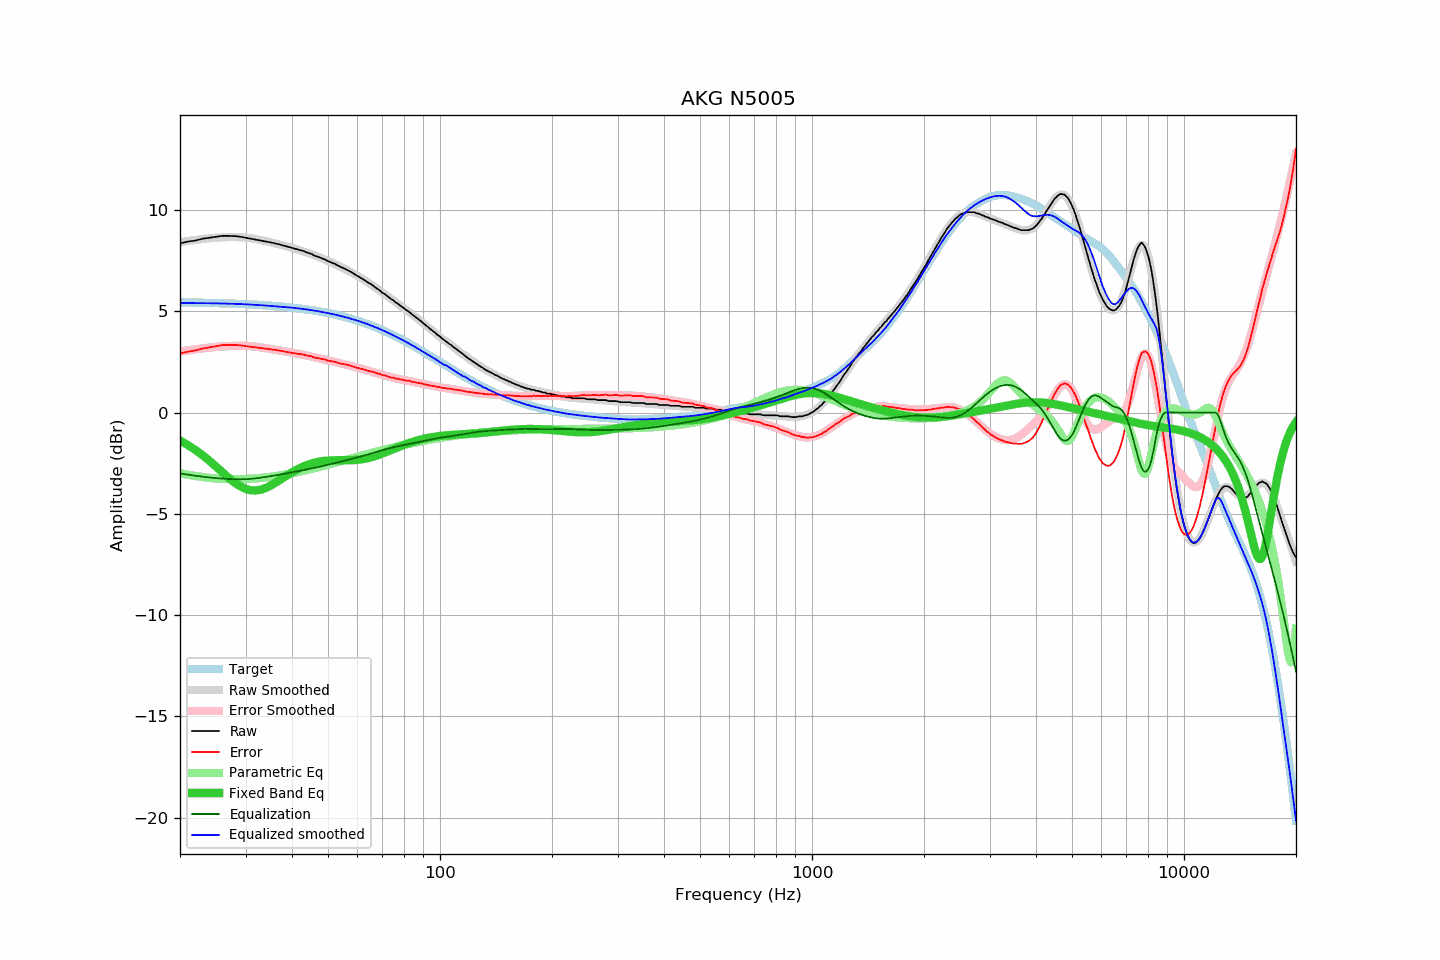 AKG N5005
10
5
0
−5
−10
−15
−20
Amplitude (dBr)
Target
Raw Smoothed
Error Smoothed
Raw
Error
Parametric Eq
Fixed Band Eq
Equalization
Equalized smoothed
100
1000
10000
Frequency (Hz)